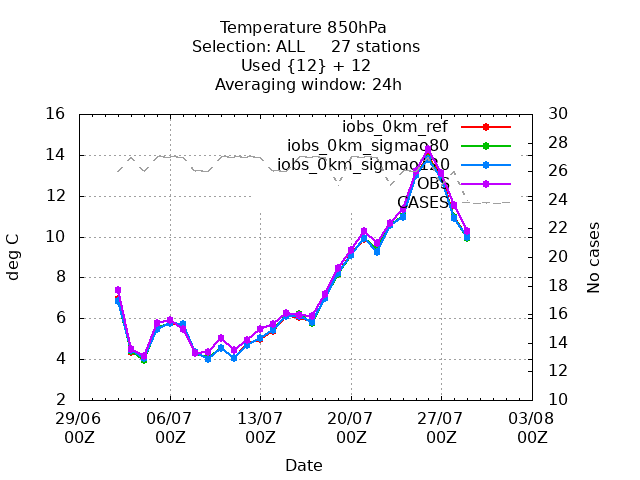 Temperature 850hPa
Selection: ALL 27 stations
Used {12} + 12
Averaging window: 24h
iobs_0km_ref
iobs_0km_sigmao80
iobs_0km_sigmao120
OBS
CASES
deg C
16
14
12
10
8
6
4
2
30
28
26
24
22
20
18
16
14
12
10
No cases
29/06 06/07 13/07 20/07 27/07 03/08
00Z 00Z 00Z 00Z 00Z 00Z
Date